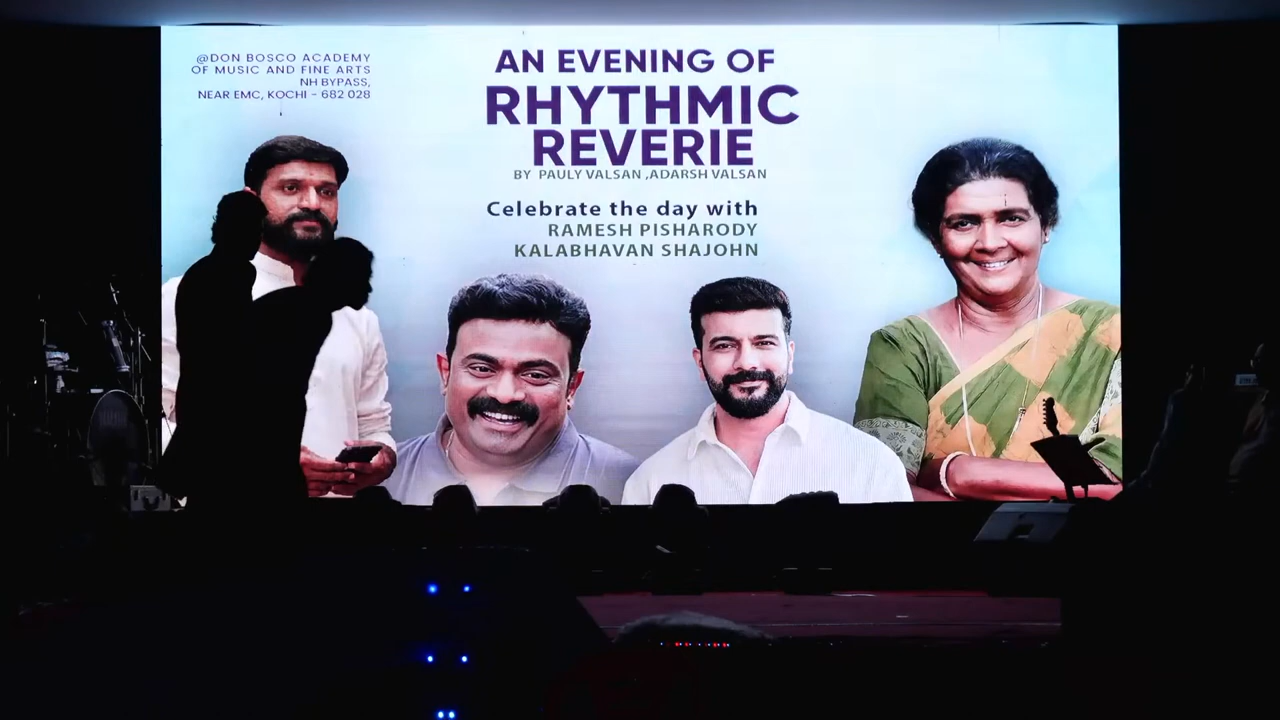 @DON BOSCO ACADEMY
OF MUSIC AND FINE ARTS
NH BYPASS,
NEAR EMC, KOCHI - 682 028
AN EVENING OF
RHYTHMIC
REVERIE
BY PAULY VALSAN ,ADARSH VALSAN
Celebrate the day with
RAMESH PISHARODY
KALABHAVAN SHAJOHN